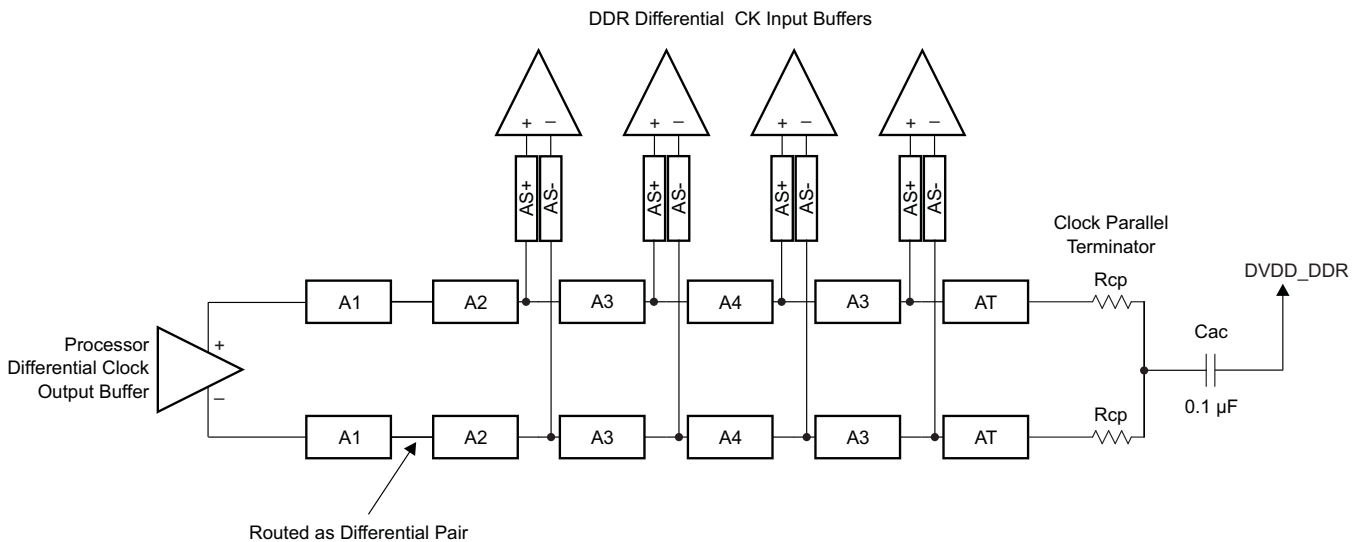 DDR Differential CK Input Buffers
+ −
+ −
+ −
+ −
AS+
AS-
AS+
AS-
AS+
AS-
AS+
AS-
Clock Parallel
Terminator
Rcp
DVDD_DDR
A1
A2
A3
A4
A3
AT
Processor
Differential Clock
Output Buffer
+
−
Cac
0.1 µF
Rcp
A1
A2
A3
A4
A3
AT
Routed as Differential Pair